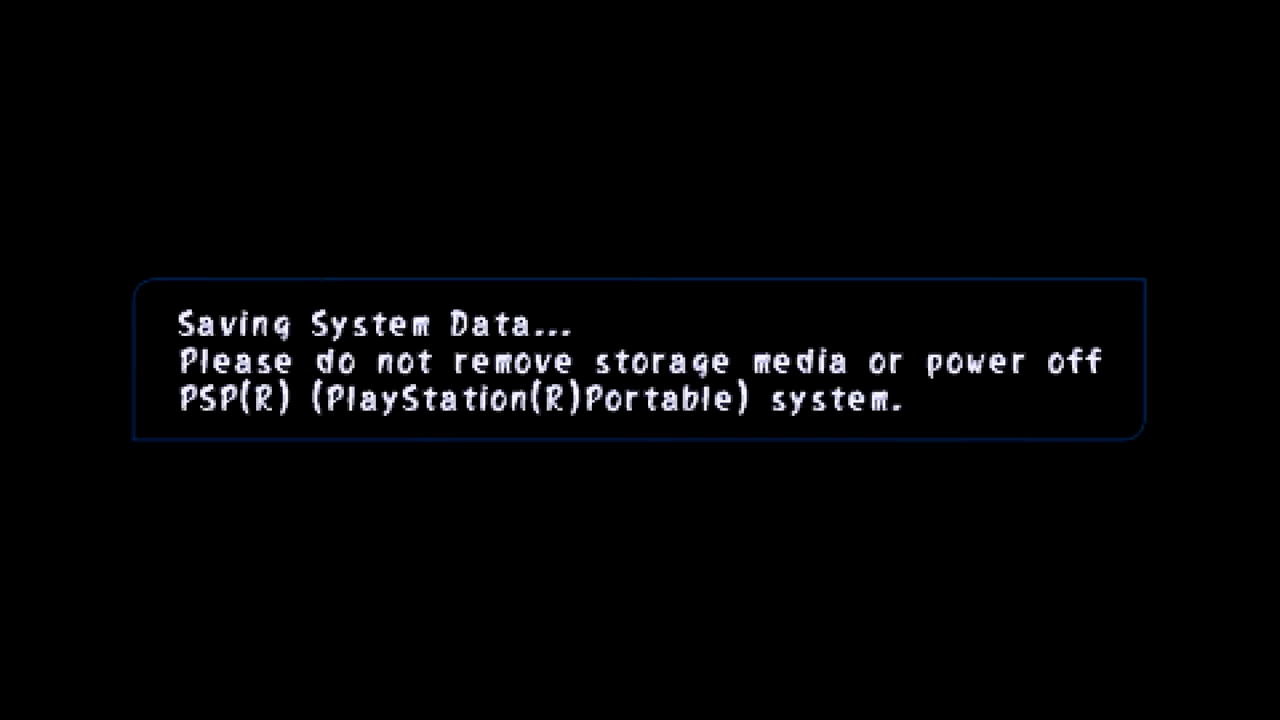 Saving System Data...
Please do not remove storage media or power off
PSP(R) (PlayStation(R)Portable) system.